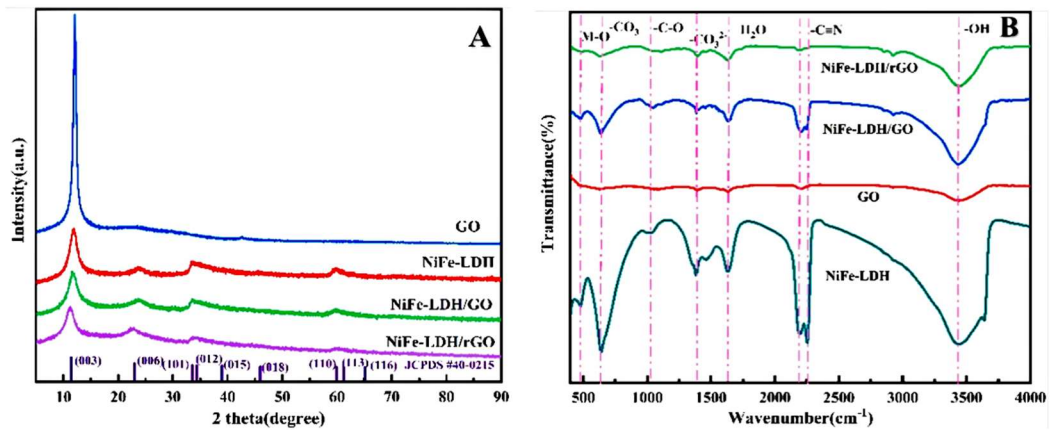 A
Intensity(a.u.)
GO
NiFe-LDH
NiFe-LDH/GO
NiFe-LDH/rGO
JCPDS #40-0215
(003)
(006)
(101)
(012)
(015)
(018)
(110)
(113)
(116)
10 20 30 40 50 60 70 80 90
2 theta(degree)
B
Transmittance(%)
-M-O
-CO₃
-C-O
-CO₃²⁻
H₂O
-C≡N
-OH
NiFe-LDH/rGO
NiFe-LDH/GO
GO
NiFe-LDH
500 1000 1500 2000 2500 3000 3500 4000
Wavenumber(cm⁻¹)